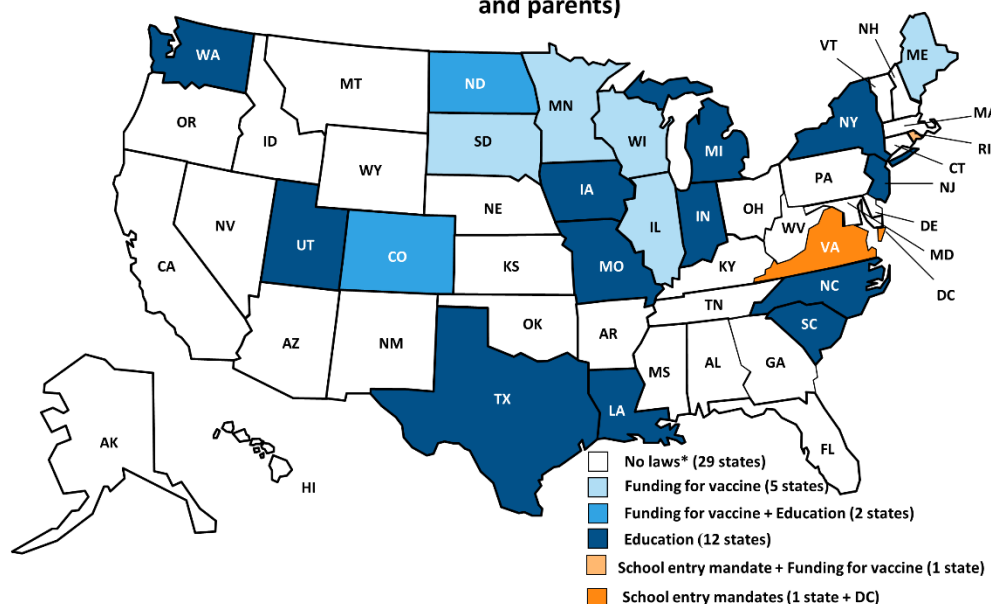 and parents)
WA
MT
ND
MN
VT
NH
ME
OR
ID
SD
WI
NY
MA
RI
WY
MI
CT
IA
PA
NJ
NE
NV
UT
CO
IL
IN
OH
WV
DE
MD
DC
CA
KS
MO
KY
VA
NC
TN
AZ
NM
OK
AR
SC
MS
AL
GA
TX
LA
AK
HI
FL
No laws* (29 states)
Funding for vaccine (5 states)
Funding for vaccine + Education (2 states)
Education (12 states)
School entry mandate + Funding for vaccine (1 state)
School entry mandates (1 state + DC)